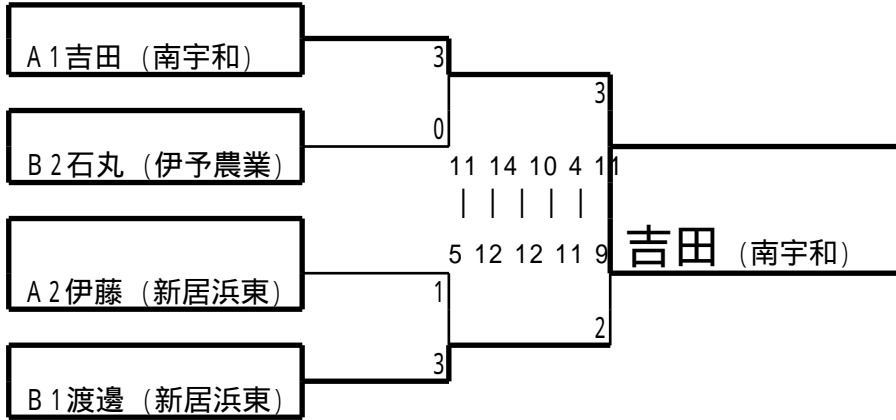 A1吉田 (南宇和)
3
3
0
B2石丸 (伊予農業)
11 14 10 4 11
| | | | |
5 12 12 11 9
吉田 (南宇和)
A2伊藤 (新居浜東)
1
2
3
B1渡邊 (新居浜東)